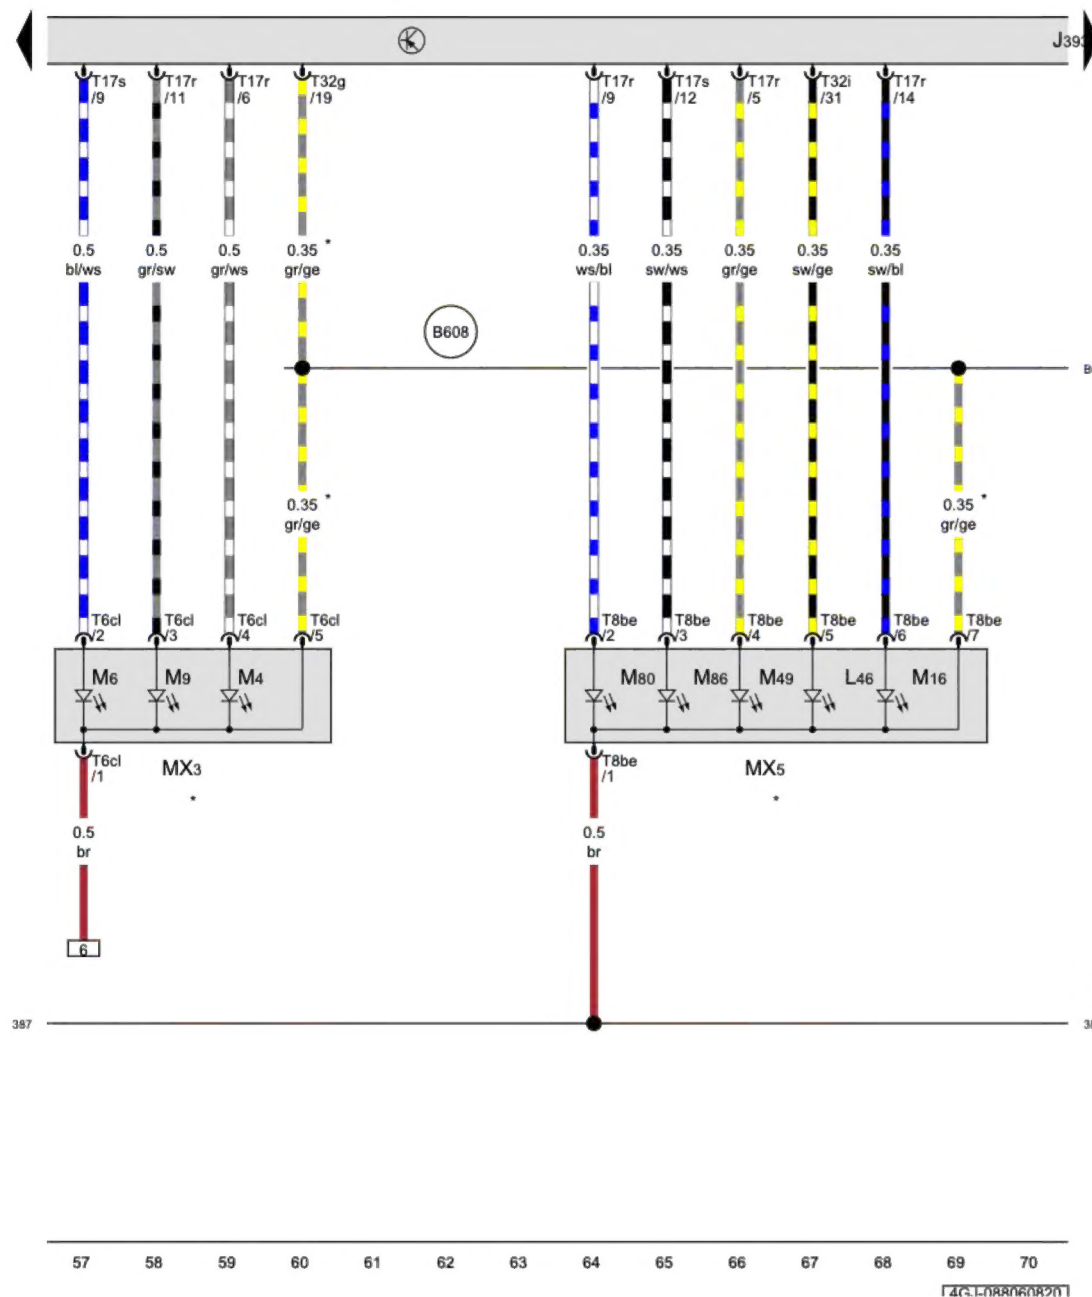 J393
T17s
/9
T17r
/11
T17r
/6
T32g
/19
T17r
/9
T17s
/12
T17r
/5
T32i
/31
T17r
/14
0.5
bl/ws
0.5
gr/sw
0.5
gr/ws
0.35 *
gr/ge
0.35
ws/bl
0.35
sw/ws
0.35
gr/ge
0.35
sw/ge
0.35
sw/bl
B608
0.35 *
gr/ge
0.35 *
gr/ge
T6cl
/2
T6cl
/3
T6cl
/4
T6cl
/5
T8be
/2
T8be
/3
T8be
/4
T8be
/5
T8be
/6
T8be
/7
M6
M9
M4
M80
M86
M49
L46
M16
T6cl
/1
MX3
*
T8be
/1
MX5
*
0.5
br
0.5
br
6
387
57 58 59 60 61 62 63 64 65 66 67 68 69 70
4GJ-088060820